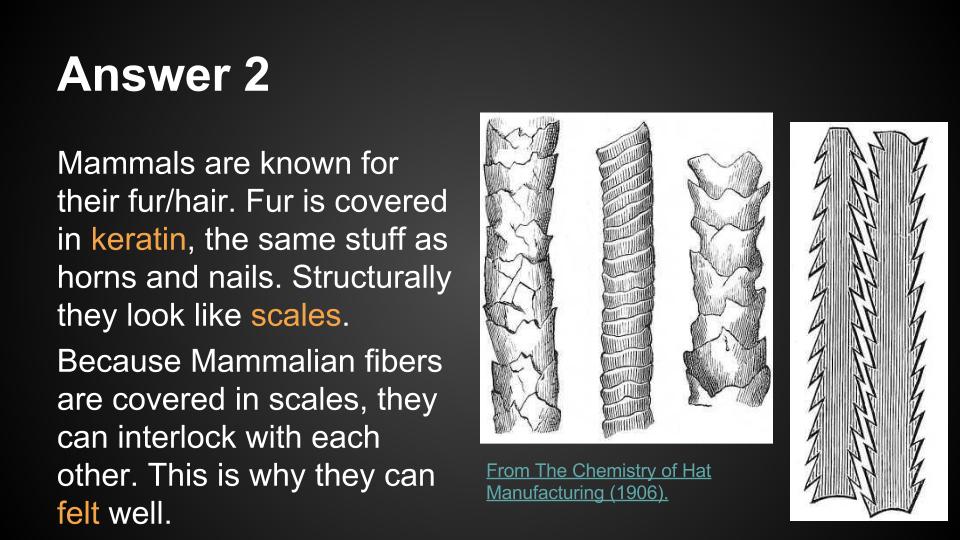 Answer 2
Mammals are known for
their fur/hair. Fur is covered
in keratin, the same stuff as
horns and nails. Structurally
they look like scales.
Because Mammalian fibers
are covered in scales, they
can interlock with each
other. This is why they can
felt well.
From The Chemistry of Hat
Manufacturing (1906).